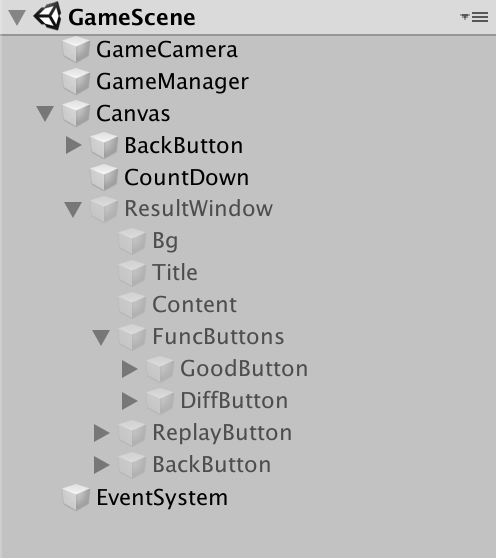 GameScene
GameCamera
GameManager
Canvas
BackButton
CountDown
ResultWindow
Bg
Title
Content
FuncButtons
GoodButton
DiffButton
ReplayButton
BackButton
EventSystem